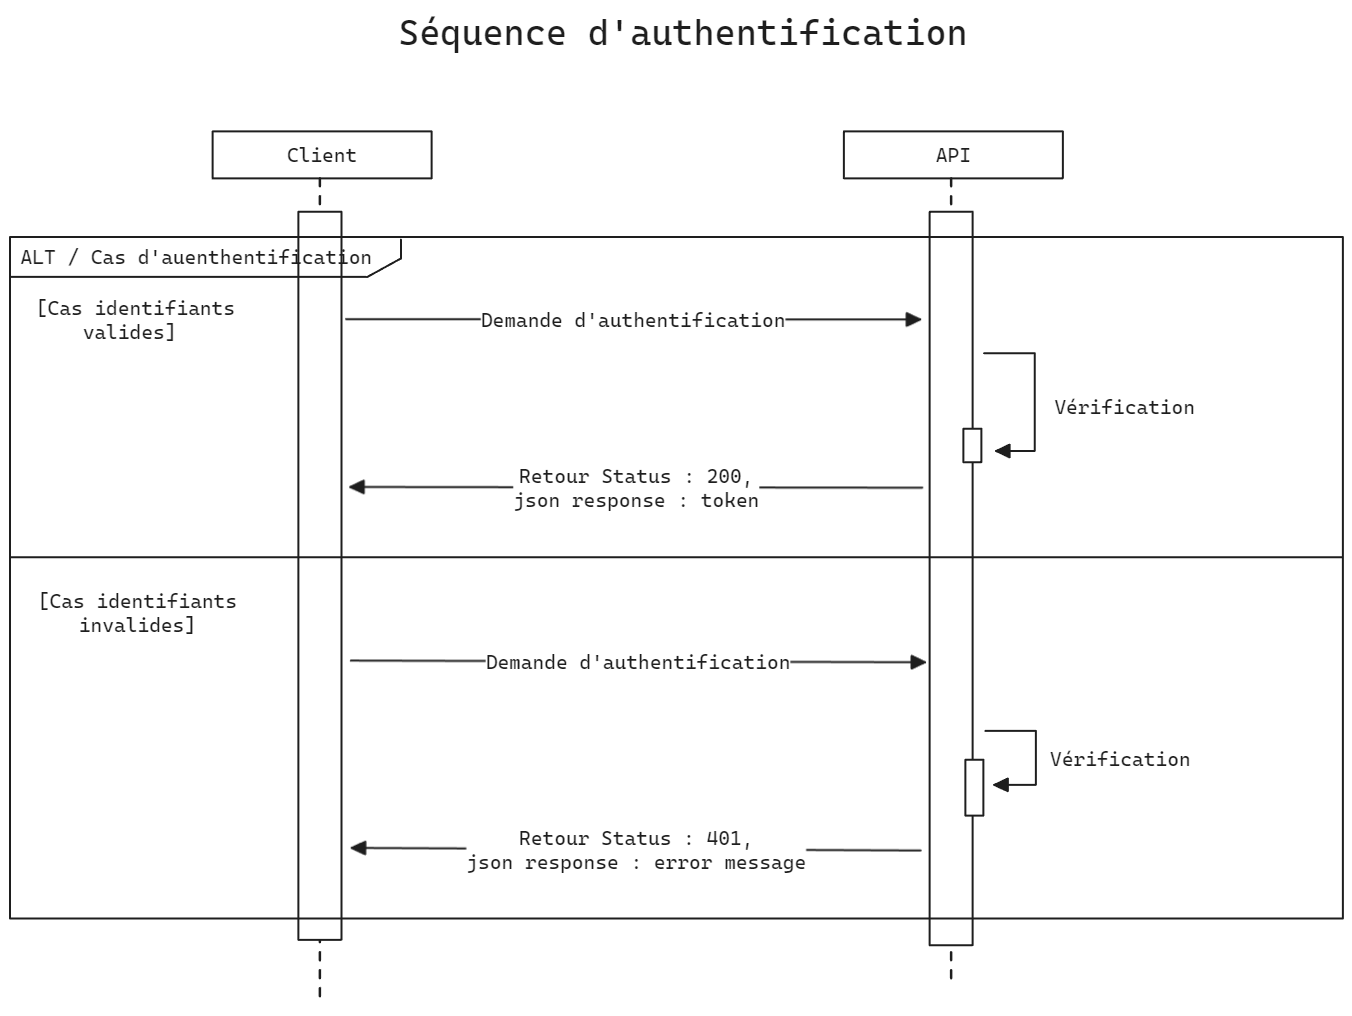 Séquence d'authentification
Client
API
ALT / Cas d'auenthentification
[Cas identifiants
valides]
Demande d'authentification
Vérification
Retour Status : 200,
json response : token
[Cas identifiants
invalides]
Demande d'authentification
Vérification
Retour Status : 401,
json response : error message